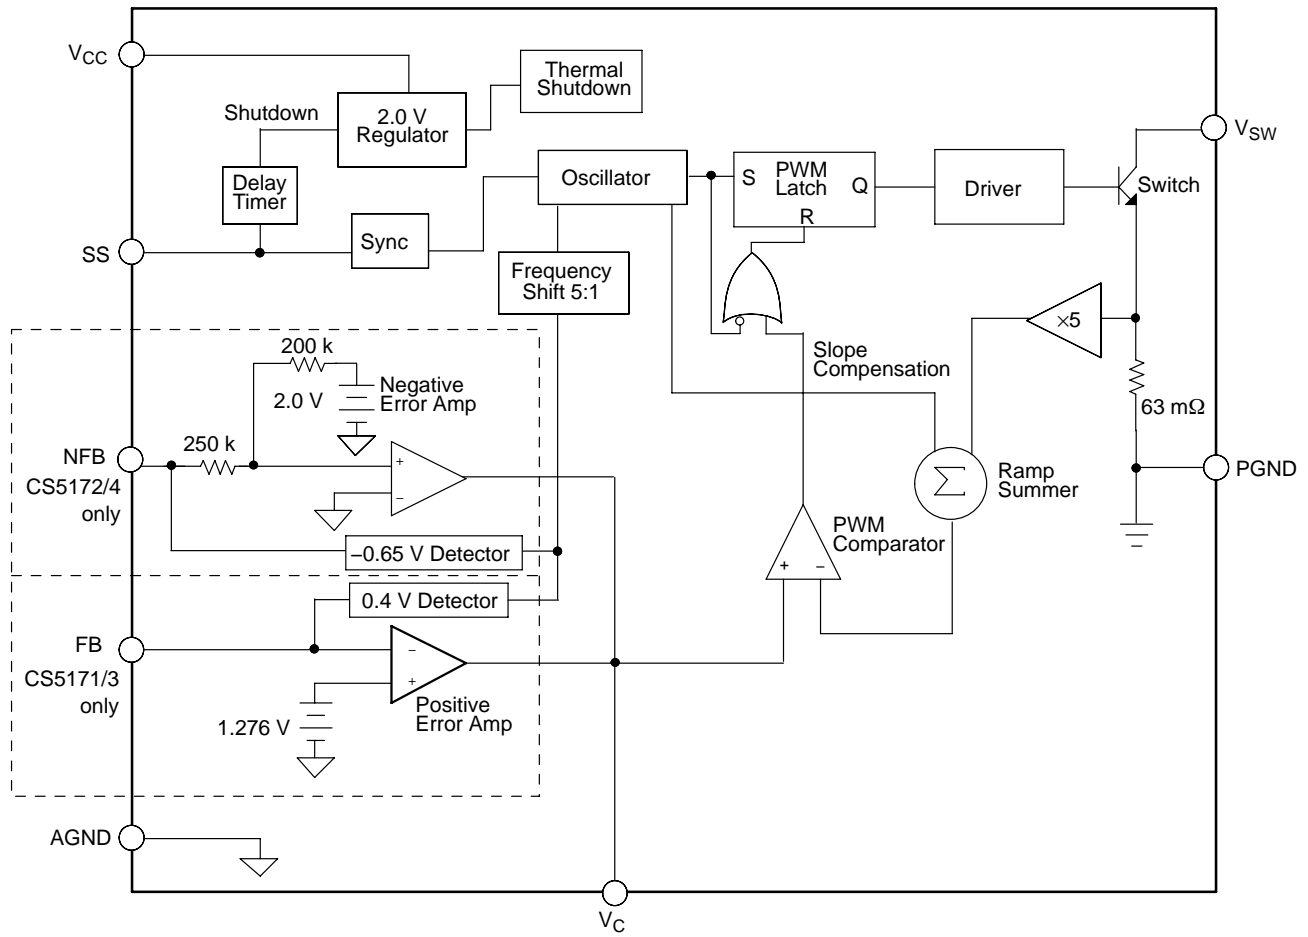 VCC
Thermal
Shutdown
Shutdown
2.0 V
Regulator
VSW
Delay
Timer
Oscillator
S
PWM
Latch
Q
R
Driver
Switch
SS
Sync
Frequency
Shift 5:1
×5
200 k
Slope
Compensation
2.0 V
Negative
Error Amp
63 mΩ
250 k
NFB
CS5172/4
only
+
−
Σ
Ramp
Summer
PGND
PWM
Comparator
−0.65 V Detector
+
−
0.4 V Detector
FB
CS5171/3
only
−
+
Positive
Error Amp
1.276 V
AGND
VC